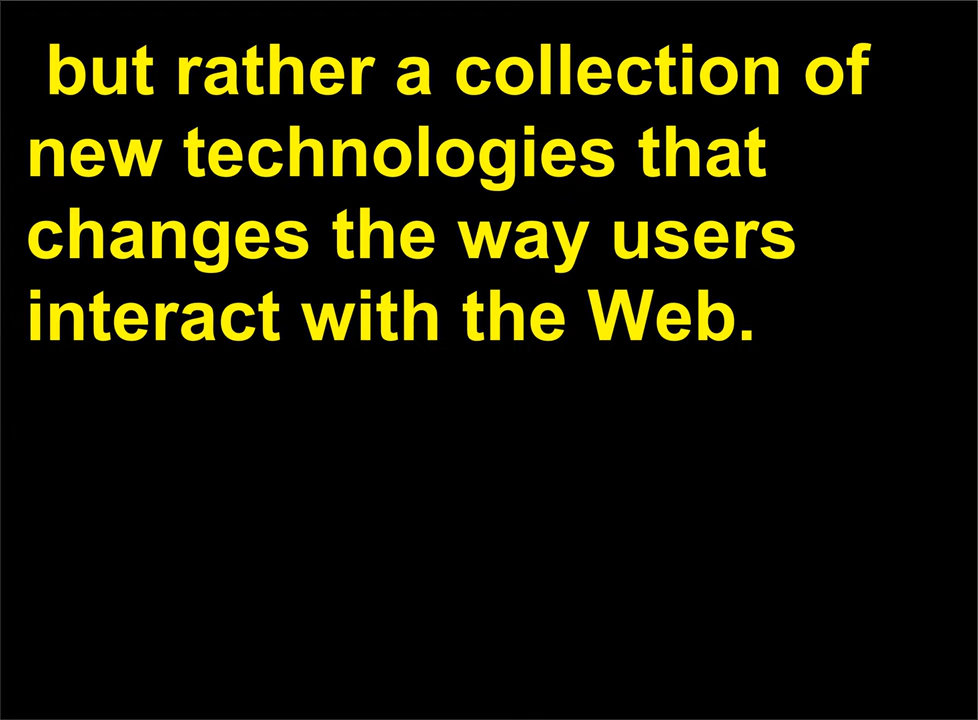 but rather a collection of
new technologies that
changes the way users
interact with the Web.